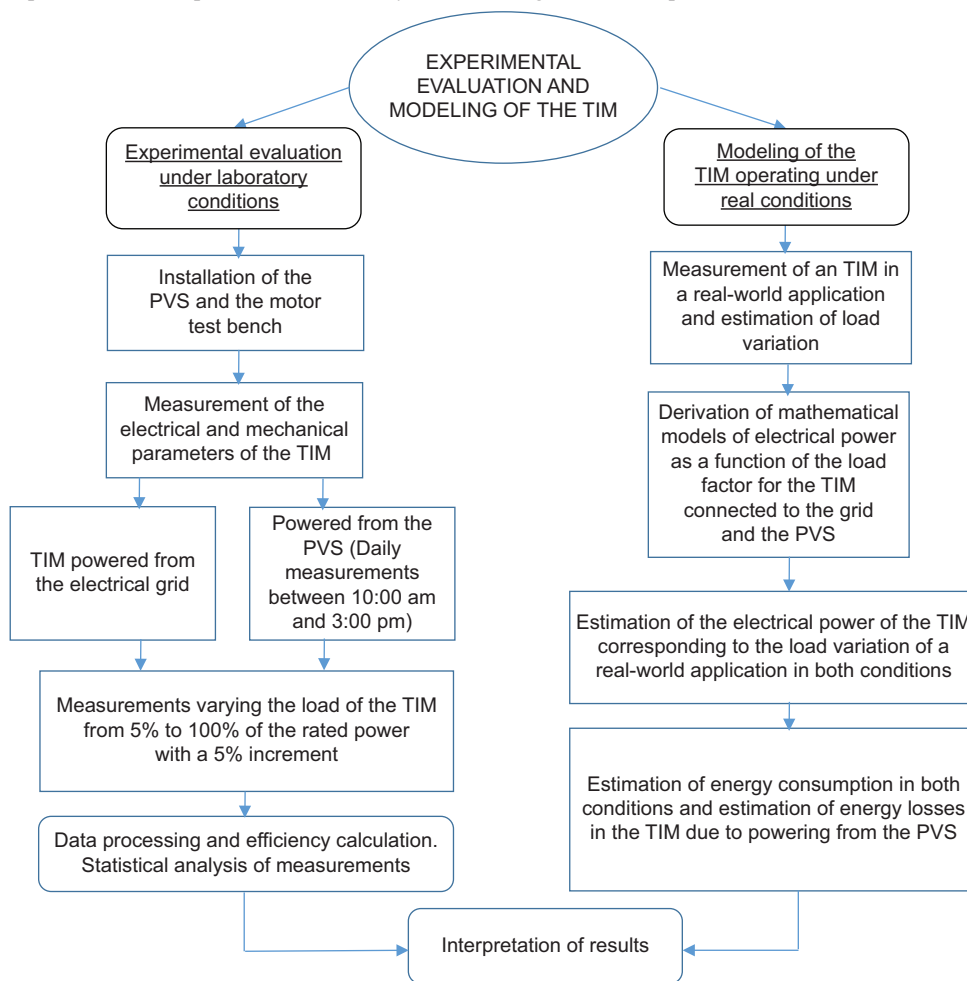 EXPERIMENTAL
EVALUATION AND
MODELING OF THE TIM
Experimental evaluation
under laboratory
conditions
Installation of the
PVS and the motor
test bench
Measurement of the
electrical and mechanical
parameters of the TIM
TIM powered from
the electrical grid
Powered from the
PVS (Daily
measurements
between 10:00 am
and 3:00 pm)
Measurements varying the load of the TIM
from 5% to 100% of the rated power
with a 5% increment
Data processing and efficiency calculation.
Statistical analysis of measurements
Modeling of the
TIM operating under
real conditions
Measurement of an TIM in
a real-world application
and estimation of load
variation
Derivation of mathematical
models of electrical power
as a function of the load
factor for the TIM
connected to the grid
and the PVS
Estimation of the electrical power of the TIM
corresponding to the load variation of a
real-world application in both conditions
Estimation of energy consumption in both
conditions and estimation of energy losses
in the TIM due to powering from the PVS
Interpretation of results